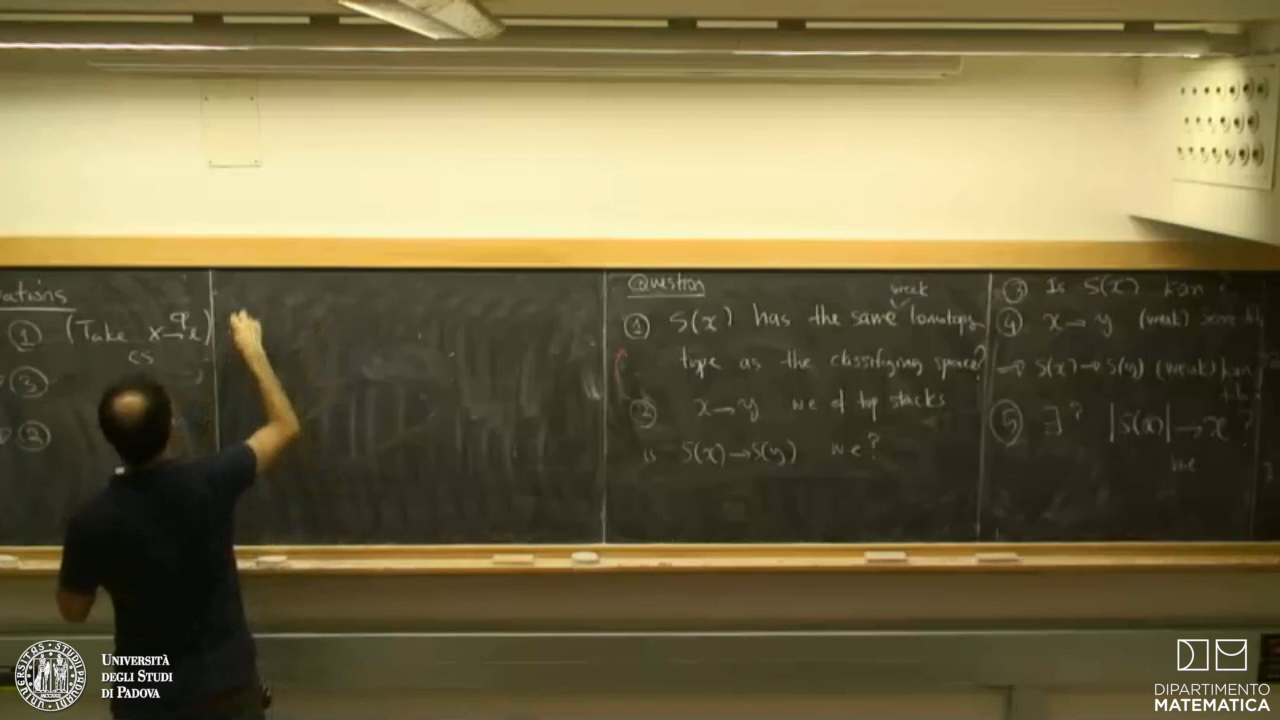 ations
① (Take X →φ x)
cs
③
②
Question
weak
① S(X) has the same homotopy
type as the classifying space?
② X → Y we of top stacks
is S(X) → S(Y) we?
③ Is S(X) kan ?
④ X → Y (weak)
⇒ S(X) → S(Y) (weak) kan
fib.
⑤ ∃? |S(X)| → X ?
we
UNIVERSITÀ
DEGLI STUDI
DI PADOVA
DIPARTIMENTO
MATEMATICA